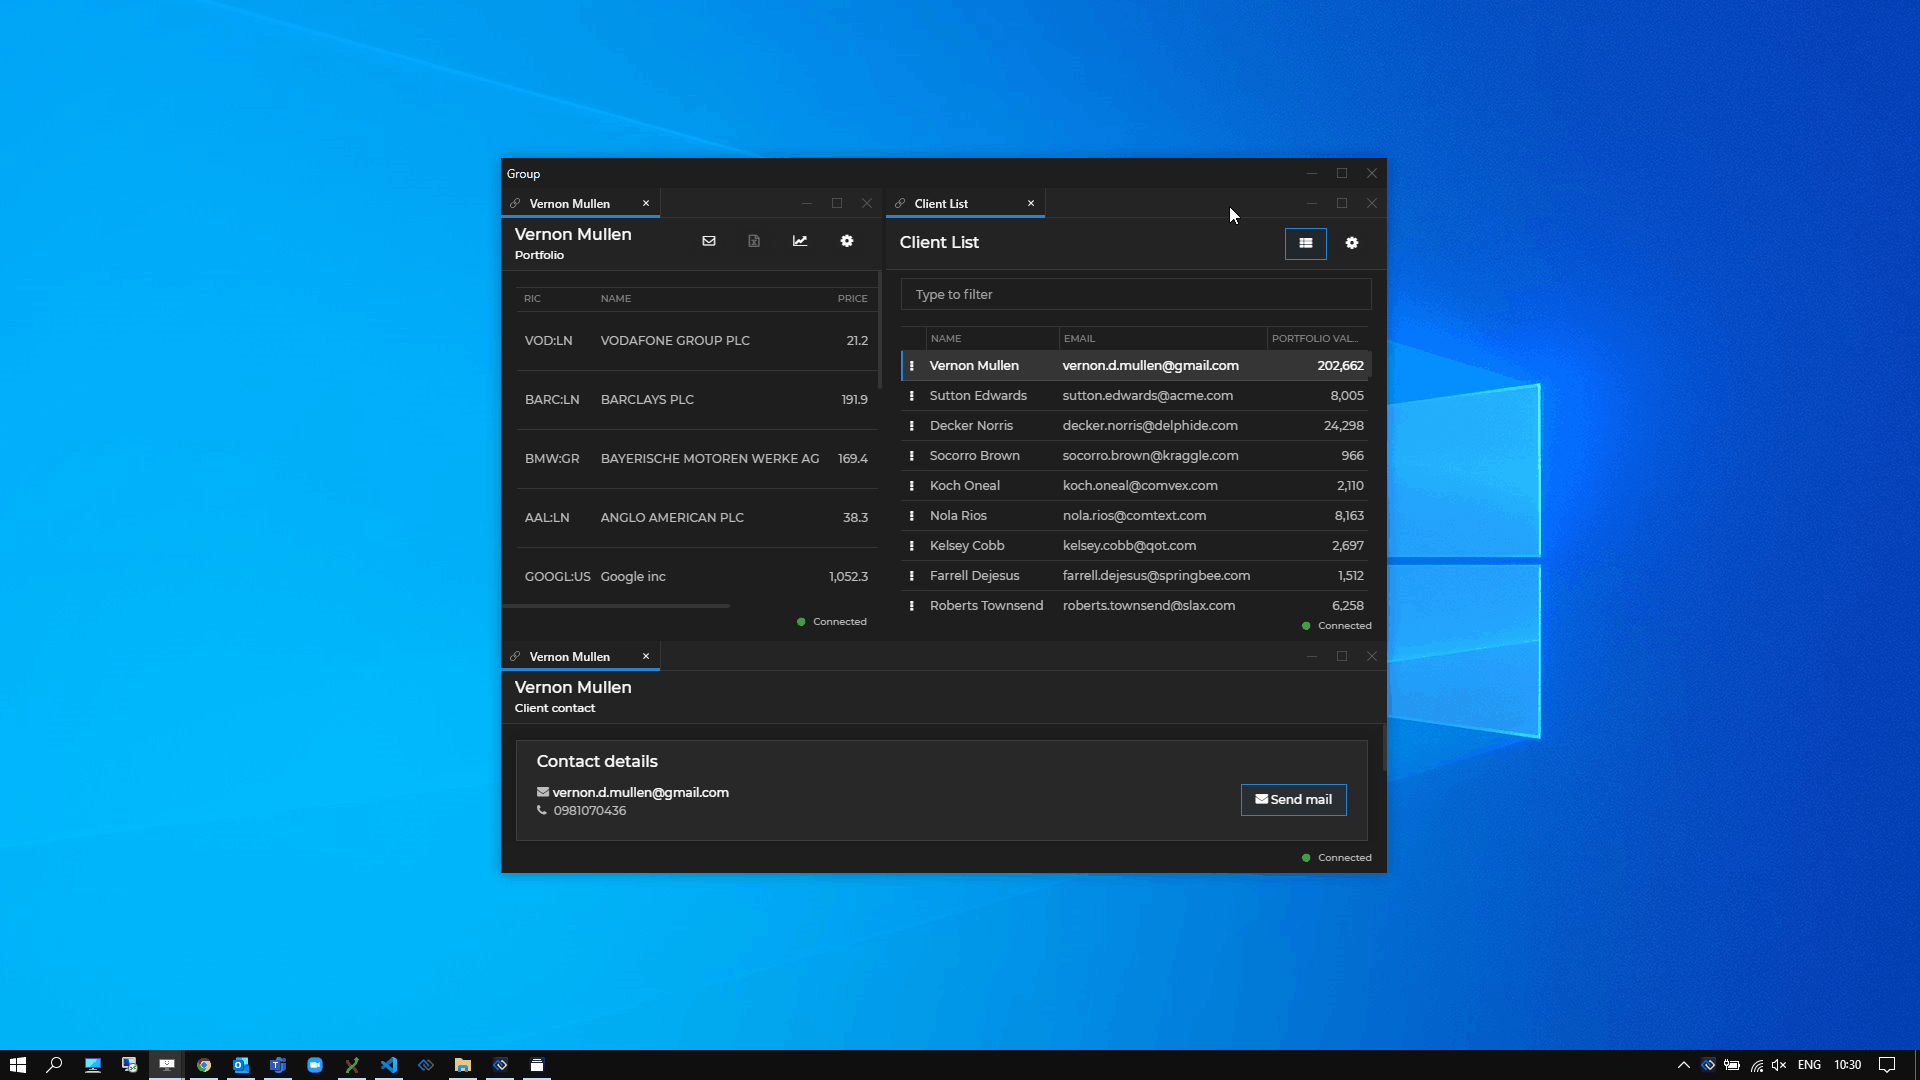 Group
Vernon Mullen
Vernon Mullen
Portfolio
RIC NAME PRICE
VOD:LN VODAFONE GROUP PLC 21.2
BARC:LN BARCLAYS PLC 191.9
BMW:GR BAYERISCHE MOTOREN WERKE AG 169.4
AAL:LN ANGLO AMERICAN PLC 38.3
GOOGL:US Google inc 1,052.3
Connected
Client List
Client List
Type to filter
NAME EMAIL PORTFOLIO VAL...
Vernon Mullen vernon.d.mullen@gmail.com 202,662
Sutton Edwards sutton.edwards@acme.com 8,005
Decker Norris decker.norris@delphide.com 24,298
Socorro Brown socorro.brown@kraggle.com 966
Koch Oneal koch.oneal@comvex.com 2,110
Nola Rios nola.rios@comtext.com 8,163
Kelsey Cobb kelsey.cobb@qot.com 2,697
Farrell Dejesus farrell.dejesus@springbee.com 1,512
Roberts Townsend roberts.townsend@slax.com 6,258
Connected
Vernon Mullen
Vernon Mullen
Client contact
Contact details
vernon.d.mullen@gmail.com
0981070436
Send mail
Connected
ENG 10:30